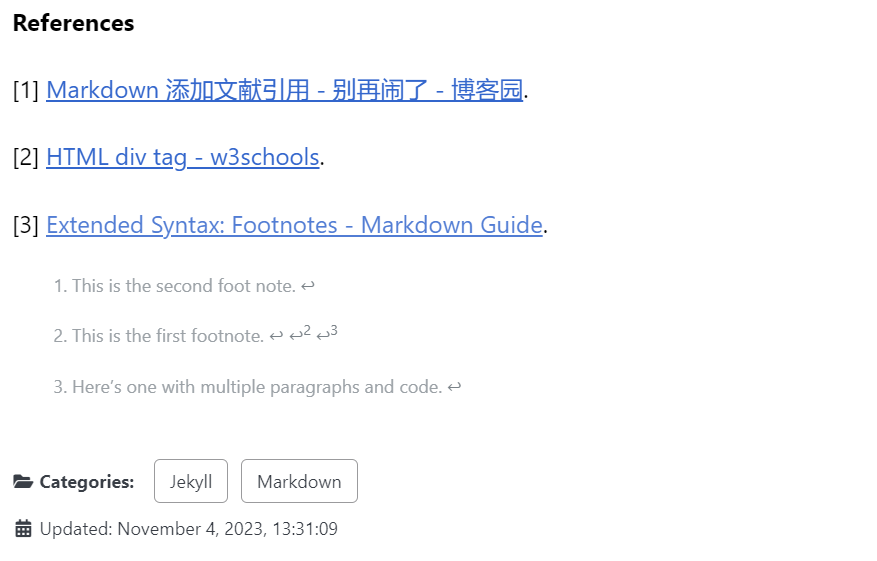 References
[1] Markdown 添加文献引用 - 别再闹了 - 博客园.
[2] HTML div tag - w3schools.
[3] Extended Syntax: Footnotes - Markdown Guide.
1. This is the second foot note. ↩
2. This is the first footnote. ↩ ↩2 ↩3
3. Here’s one with multiple paragraphs and code. ↩
Categories: Jekyll Markdown
Updated: November 4, 2023, 13:31:09